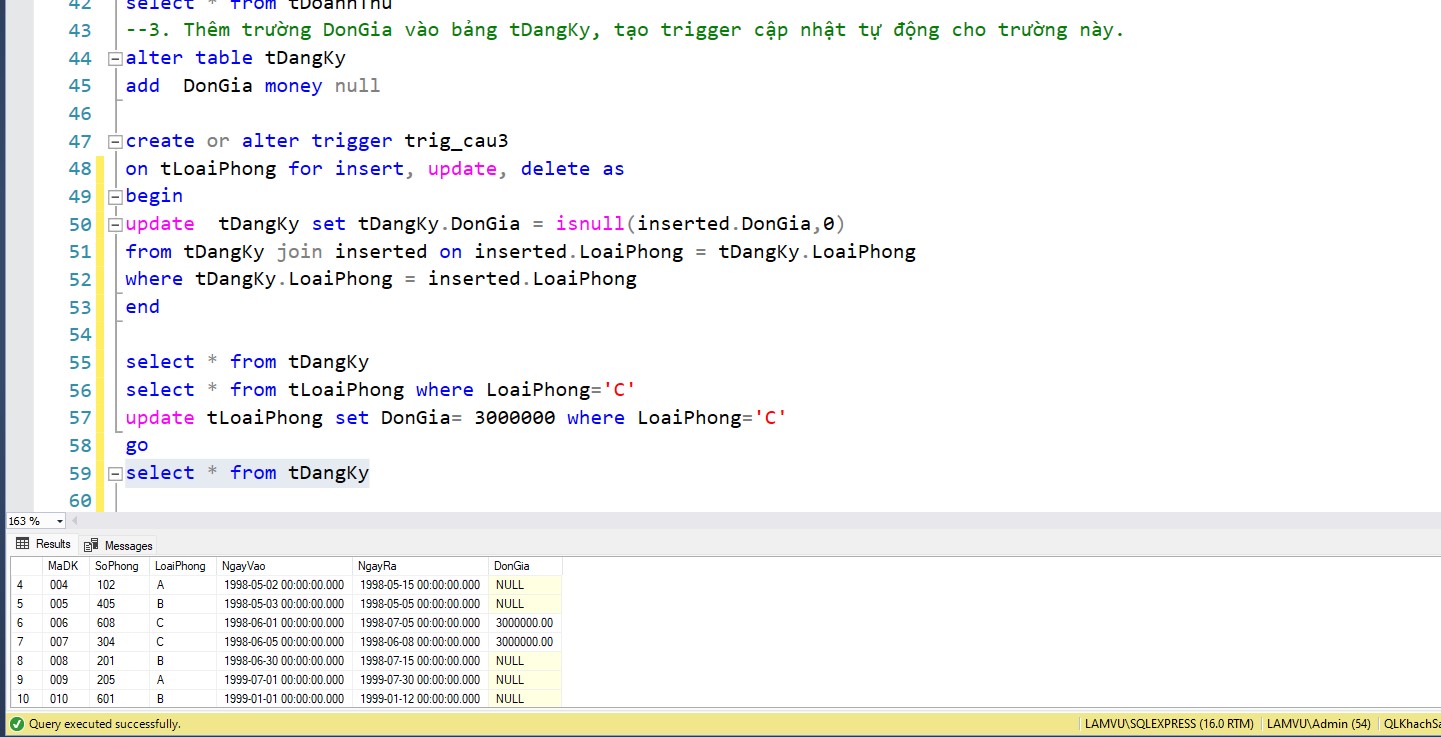 42 select * from tDoanhThu
43 --3. Thêm trường DonGia vào bảng tDangKy, tạo trigger cập nhật tự động cho trường này.
44 alter table tDangKy
45 add  DonGia money null
46
47 create or alter trigger trig_cau3
48 on tLoaiPhong for insert, update, delete as
49 begin
50 update  tDangKy set tDangKy.DonGia = isnull(inserted.DonGia,0)
51 from tDangKy join inserted on inserted.LoaiPhong = tDangKy.LoaiPhong
52 where tDangKy.LoaiPhong = inserted.LoaiPhong
53 end
54
55 select * from tDangKy
56 select * from tLoaiPhong where LoaiPhong='C'
57 update tLoaiPhong set DonGia= 3000000 where LoaiPhong='C'
58 go
59 select * from tDangKy
60
163 %
Results Messages
MaDK SoPhong LoaiPhong NgayVao NgayRa DonGia
4 004 102 A 1998-05-02 00:00:00.000 1998-05-15 00:00:00.000 NULL
5 005 405 B 1998-05-03 00:00:00.000 1998-05-05 00:00:00.000 NULL
6 006 608 C 1998-06-01 00:00:00.000 1998-07-05 00:00:00.000 3000000.00
7 007 304 C 1998-06-05 00:00:00.000 1998-06-08 00:00:00.000 3000000.00
8 008 201 B 1998-06-30 00:00:00.000 1998-07-15 00:00:00.000 NULL
9 009 205 A 1999-07-01 00:00:00.000 1999-07-30 00:00:00.000 NULL
10 010 601 B 1999-01-01 00:00:00.000 1999-01-12 00:00:00.000 NULL
Query executed successfully. LAMVU\SQLEXPRESS (16.0 RTM) LAMVU\Admin (54) QLKhachSa